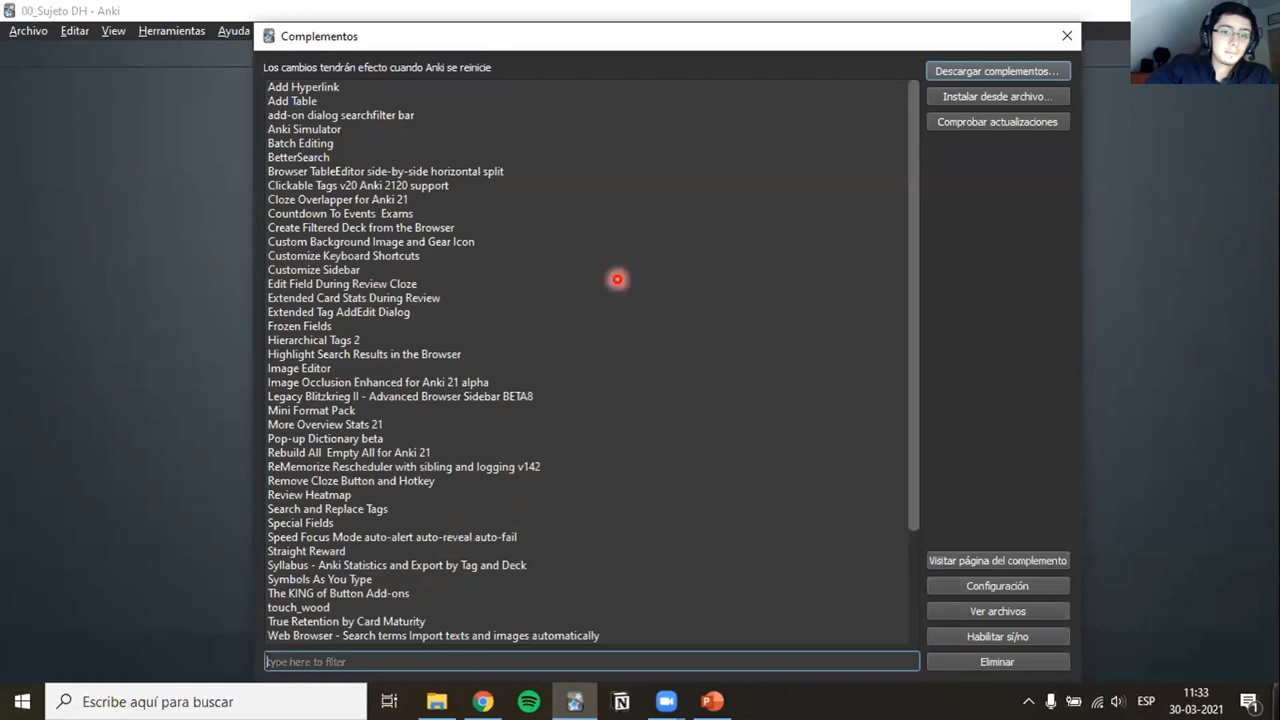 00_Sujeto DH - Anki
Archivo Editar View Herramientas Ayuda
Complementos
Los cambios tendrán efecto cuando Anki se reinicie
Add Hyperlink
Add Table
add-on dialog searchfilter bar
Anki Simulator
Batch Editing
BetterSearch
Browser TableEditor side-by-side horizontal split
Clickable Tags v20 Anki 2120 support
Cloze Overlapper for Anki 21
Countdown To Events  Exams
Create Filtered Deck from the Browser
Custom Background Image and Gear Icon
Customize Keyboard Shortcuts
Customize Sidebar
Edit Field During Review Cloze
Extended Card Stats During Review
Extended Tag AddEdit Dialog
Frozen Fields
Hierarchical Tags 2
Highlight Search Results in the Browser
Image Editor
Image Occlusion Enhanced for Anki 21 alpha
Legacy Blitzkrieg II - Advanced Browser Sidebar BETA8
Mini Format Pack
More Overview Stats 21
Pop-up Dictionary beta
Rebuild All  Empty All for Anki 21
ReMemorize Rescheduler with sibling and logging v142
Remove Cloze Button and Hotkey
Review Heatmap
Search and Replace Tags
Special Fields
Speed Focus Mode auto-alert auto-reveal auto-fail
Straight Reward
Syllabus - Anki Statistics and Export by Tag and Deck
Symbols As You Type
The KING of Button Add-ons
touch_wood
True Retention by Card Maturity
Web Browser - Search terms Import texts and images automatically
type here to filter
Descargar complementos...
Instalar desde archivo...
Comprobar actualizaciones
Visitar página del complemento
Configuración
Ver archivos
Habilitar sí/no
Eliminar
Escribe aquí para buscar
ESP
11:33
30-03-2021
1